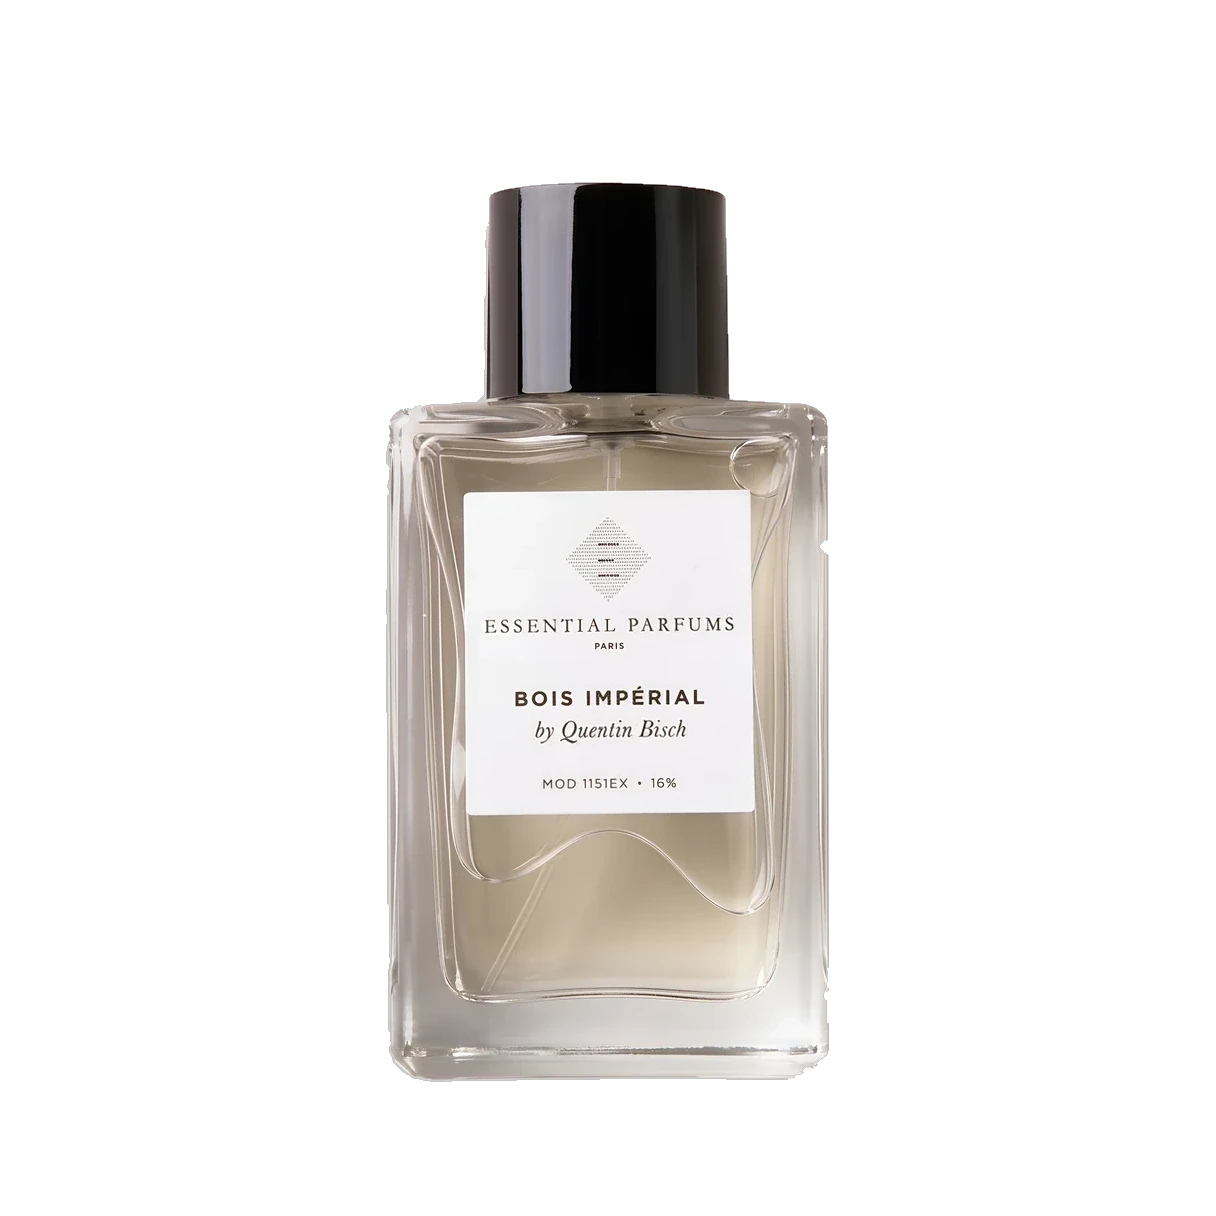 ESSENTIAL PARFUMS
PARIS
BOIS IMPÉRIAL
by Quentin Bisch
MOD 1151EX • 16%